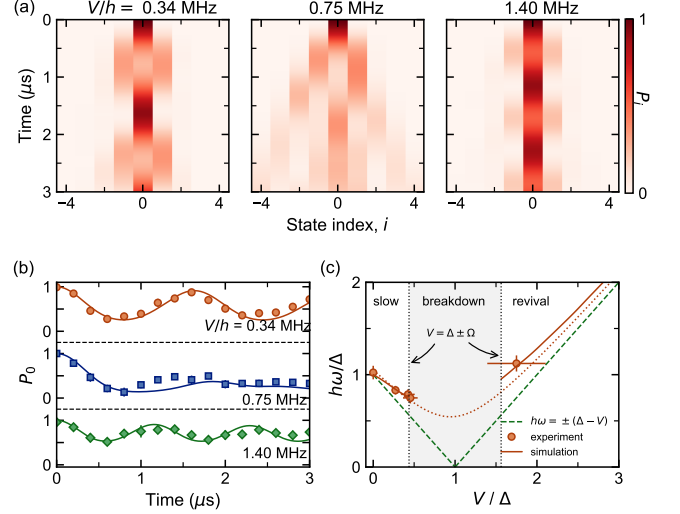 (a)
V/h = 0.34 MHz
0.75 MHz
1.40 MHz
0
1
2
3
Time (μs)
−4
0
4
−4
0
4
−4
0
4
State index, i
1
0
P_i
(b)
1
0
V/h = 0.34 MHz
1
0
0.75 MHz
1
0
1.40 MHz
P_0
0
1
2
3
Time (μs)
(c)
2
1
0
ħω/Δ
slow
breakdown
revival
V = Δ ± Ω
ħω = ± (Δ − V)
experiment
simulation
0
1
2
3
V / Δ